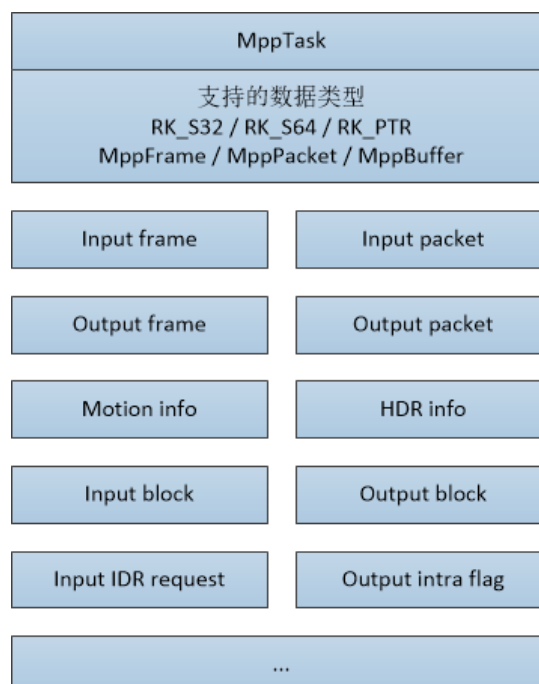 MppTask
支持的数据类型
RK_S32 / RK_S64 / RK_PTR
MppFrame / MppPacket / MppBuffer
Input frame
Input packet
Output frame
Output packet
Motion info
HDR info
Input block
Output block
Input IDR request
Output intra flag
...